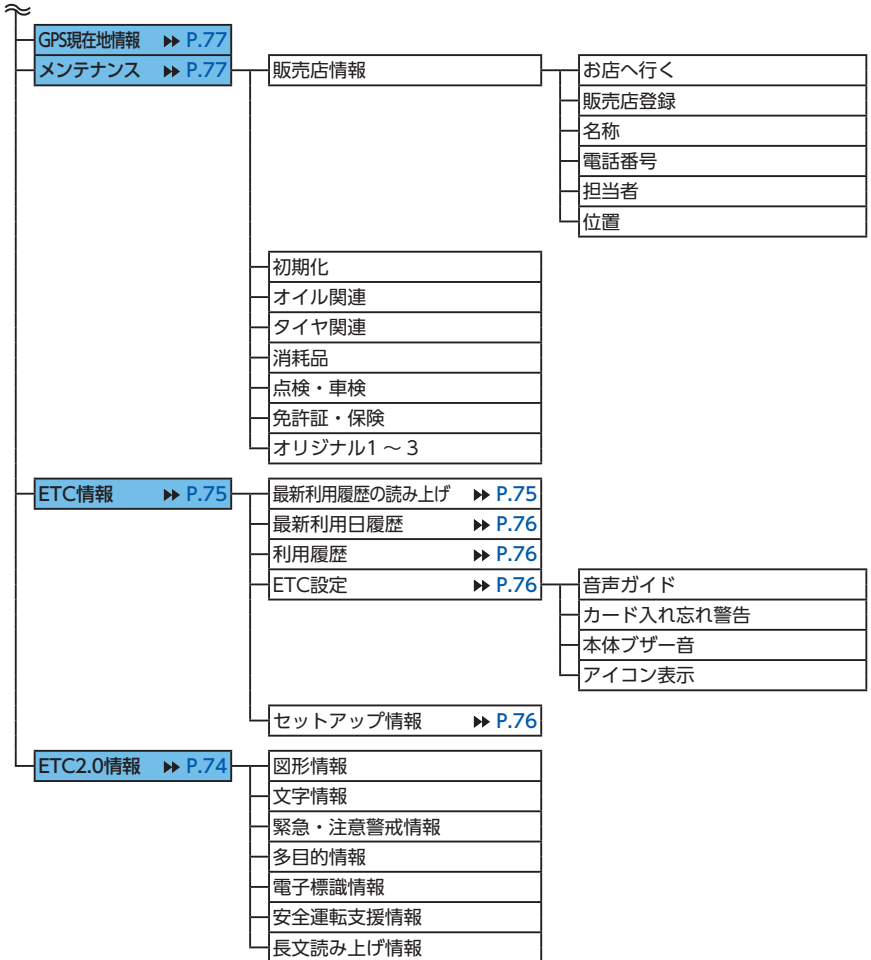 GPS現在地情報 ▶▶ P.77
メンテナンス ▶▶ P.77
販売店情報
お店へ行く
販売店登録
名称
電話番号
担当者
位置
初期化
オイル関連
タイヤ関連
消耗品
点検・車検
免許証・保険
オリジナル1 ～ 3
ETC情報 ▶▶ P.75
最新利用履歴の読み上げ ▶▶ P.75
最新利用日履歴 ▶▶ P.76
利用履歴 ▶▶ P.76
ETC設定 ▶▶ P.76
音声ガイド
カード入れ忘れ警告
本体ブザー音
アイコン表示
セットアップ情報 ▶▶ P.76
ETC2.0情報 ▶▶ P.74
図形情報
文字情報
緊急・注意警戒情報
多目的情報
電子標識情報
安全運転支援情報
長文読み上げ情報